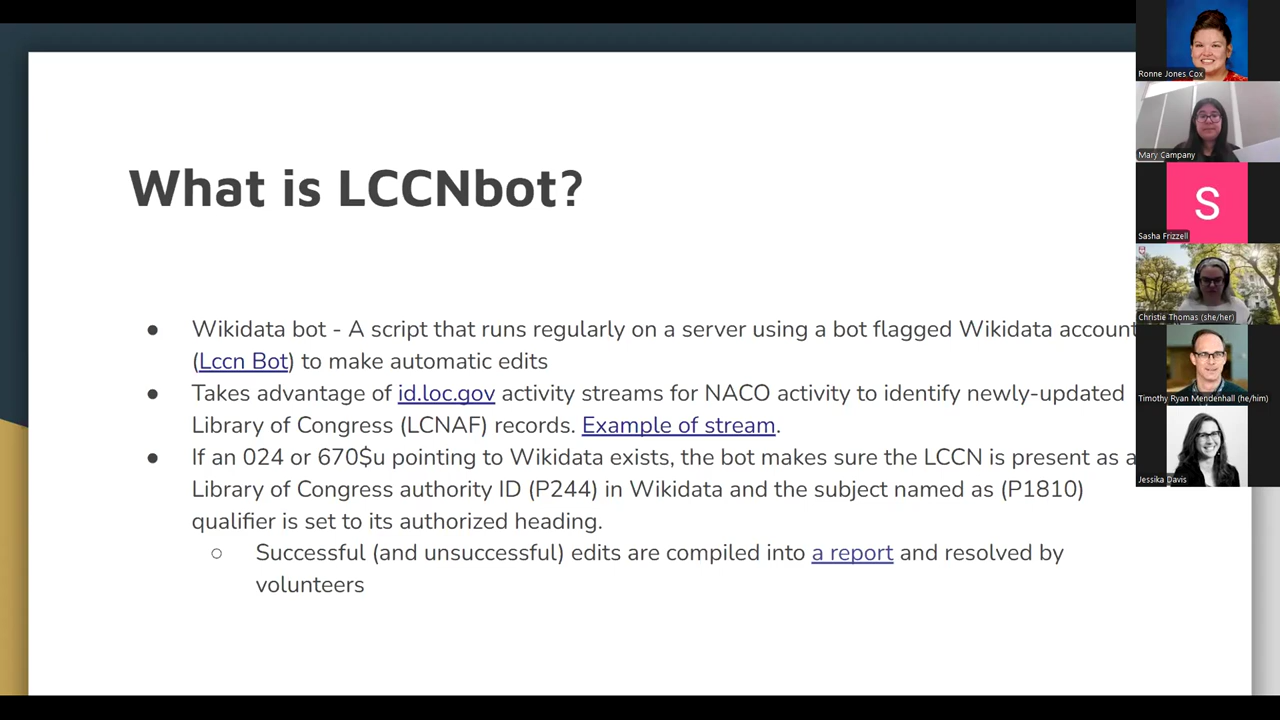 What is LCCNbot?
● Wikidata bot - A script that runs regularly on a server using a bot flagged Wikidata account
(Lccn Bot) to make automatic edits
● Takes advantage of id.loc.gov activity streams for NACO activity to identify newly-updated
Library of Congress (LCNAF) records. Example of stream.
● If an 024 or 670$u pointing to Wikidata exists, the bot makes sure the LCCN is present as a
Library of Congress authority ID (P244) in Wikidata and the subject named as (P1810)
qualifier is set to its authorized heading.
○ Successful (and unsuccessful) edits are compiled into a report and resolved by
volunteers
Ronne Jones Cox
Mary Campany
S
Sasha Frizzell
Christie Thomas (she/her)
Timothy Ryan Mendenhall (he/him)
Jessika Davis